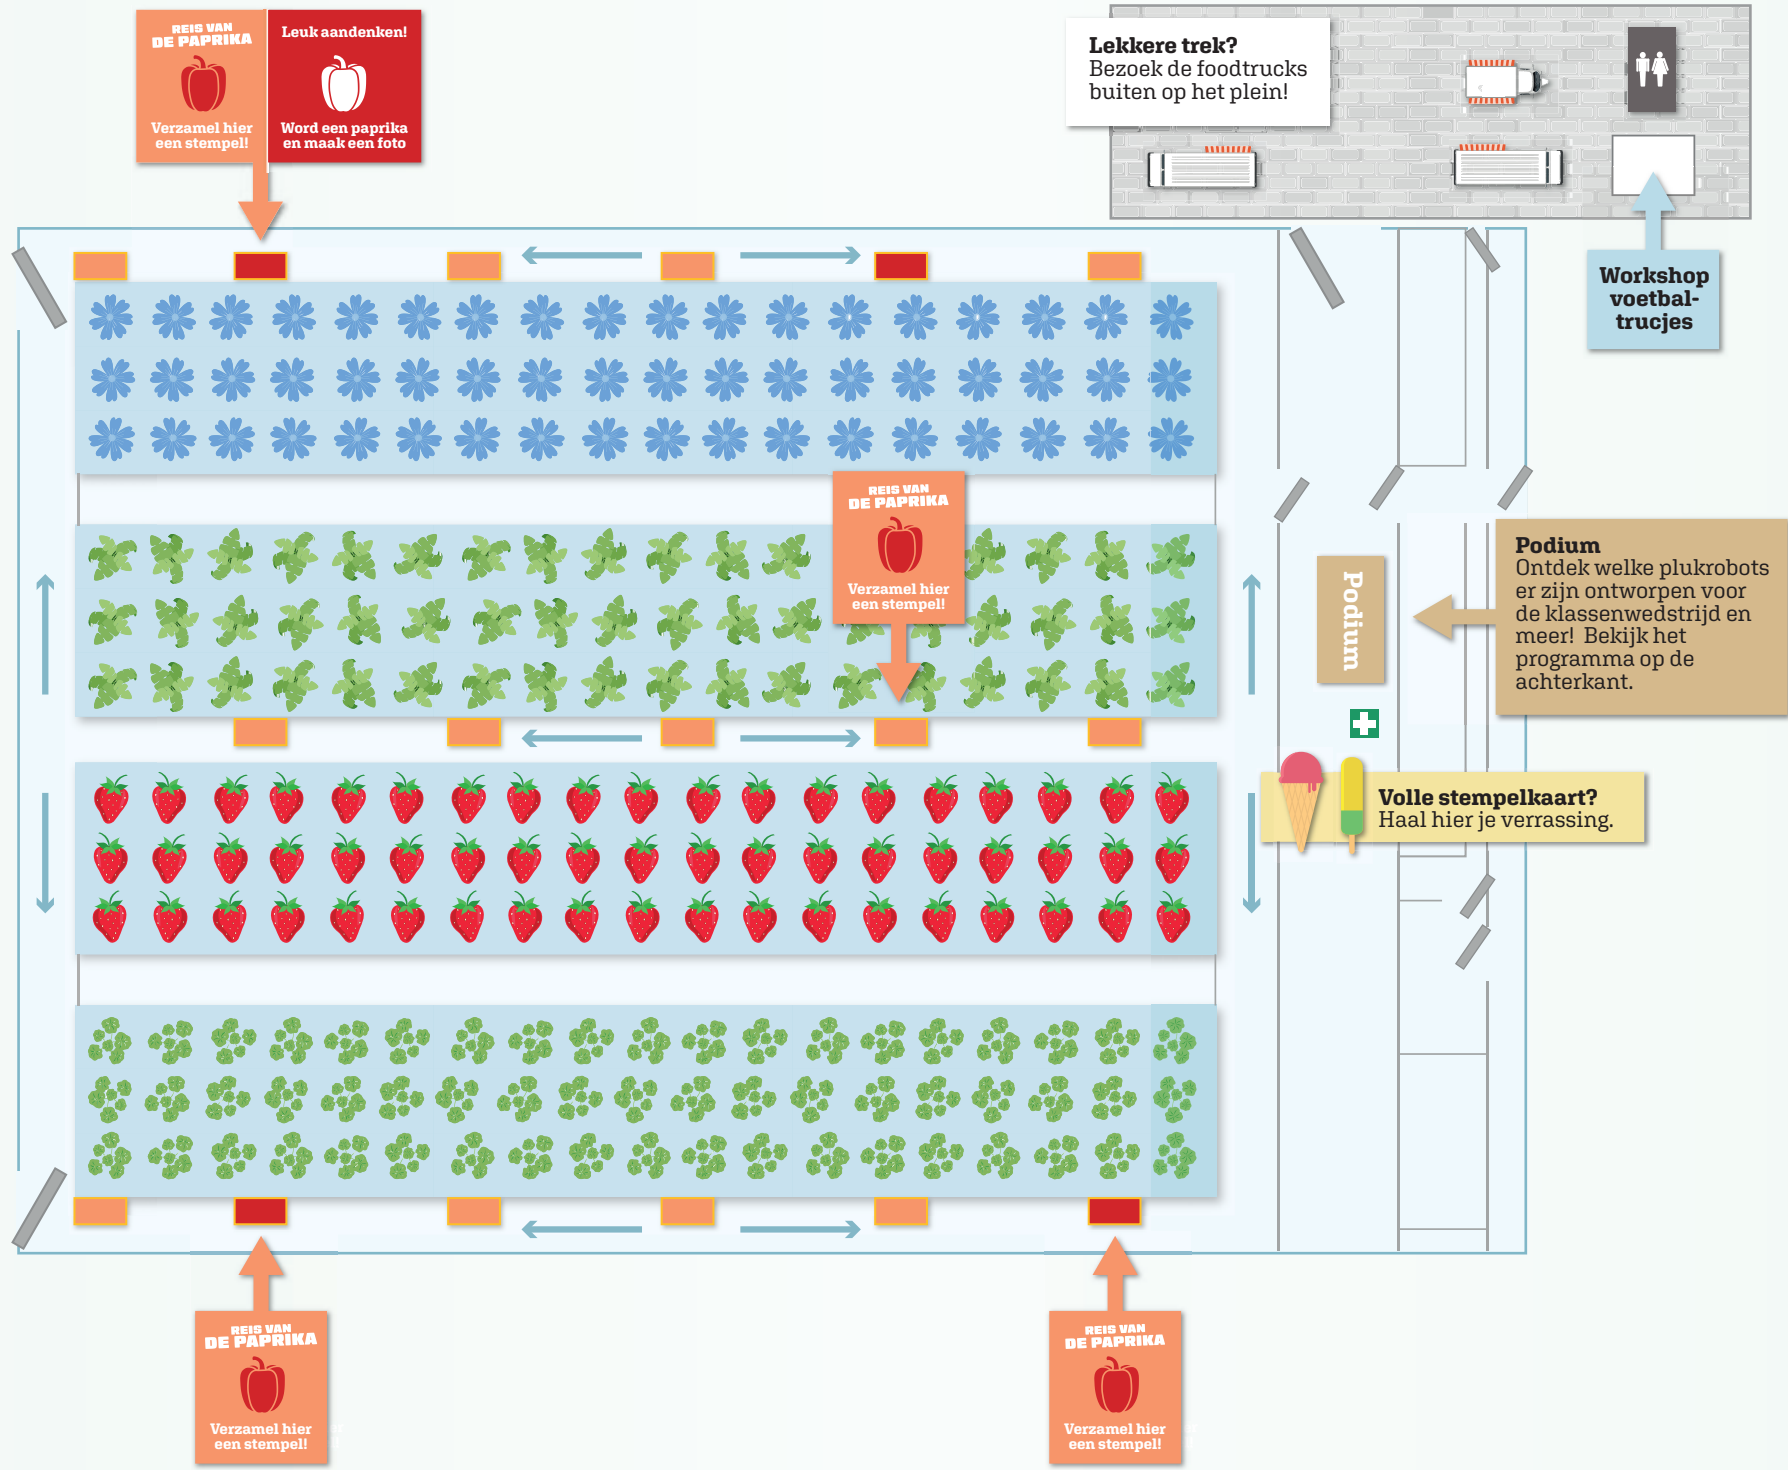 REIS VAN
DE PAPRIKA
Verzamel hier
een stempel!
Leuk aandenken!
Word een paprika
en maak een foto
Lekkere trek?
Bezoek de foodtrucks
buiten op het plein!
Workshop
voetbal-
trucjes
REIS VAN
DE PAPRIKA
Verzamel hier
een stempel!
Podium
Podium
Ontdek welke plukrobots
er zijn ontworpen voor
de klassenwedstrijd en
meer! Bekijk het
programma op de
achterkant.
Volle stempelkaart?
Haal hier je verrassing.
REIS VAN
DE PAPRIKA
Verzamel hier
een stempel!
REIS VAN
DE PAPRIKA
Verzamel hier
een stempel!